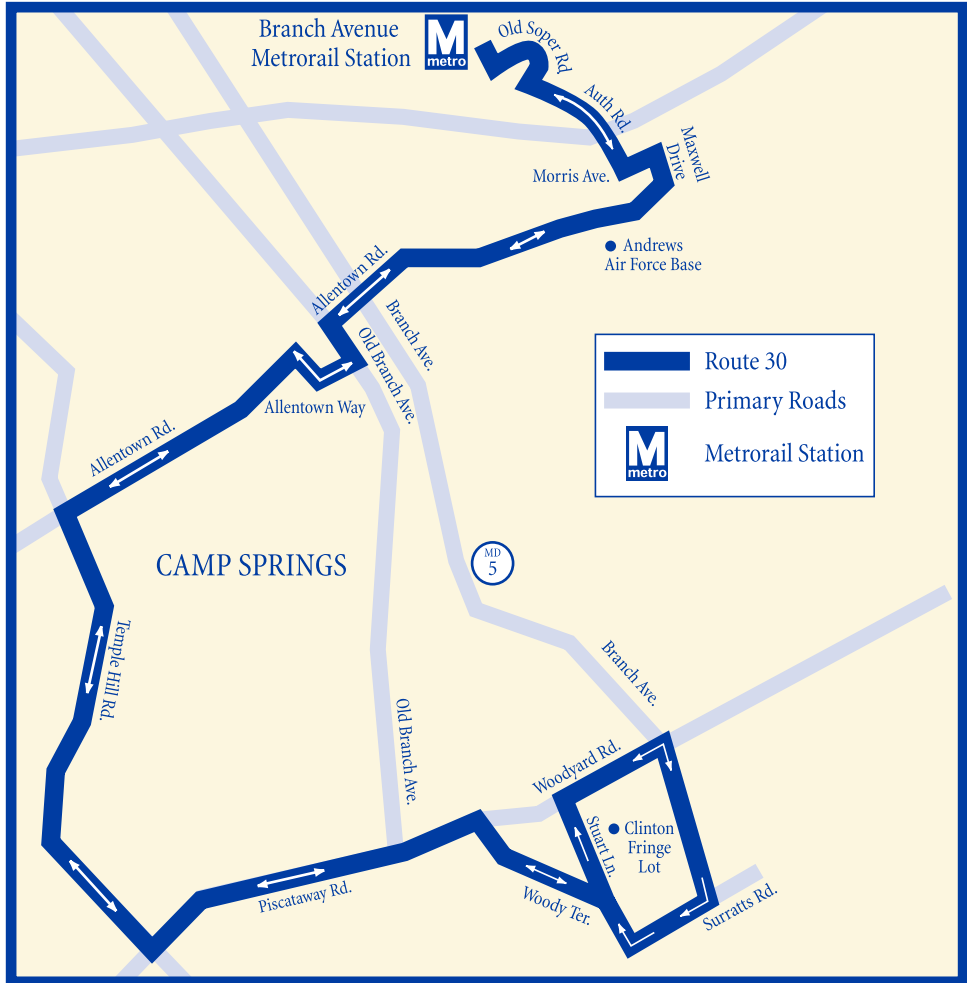 Branch Avenue
Metrorail Station
M
metro
Old Soper Rd
Auth Rd.
Maxwell
Drive
Morris Ave.
Andrews
Air Force Base
Allentown Rd.
Branch Ave.
Old Branch Ave.
Allentown Way
Route 30
Primary Roads
M
metro
Metrorail Station
Allentown Rd.
CAMP SPRINGS
MD
5
Temple Hill Rd.
Branch Ave.
Old Branch Ave.
Woodyard Rd.
Stuart Ln.
Clinton
Fringe
Lot
Piscataway Rd.
Woody Ter.
Surratts Rd.